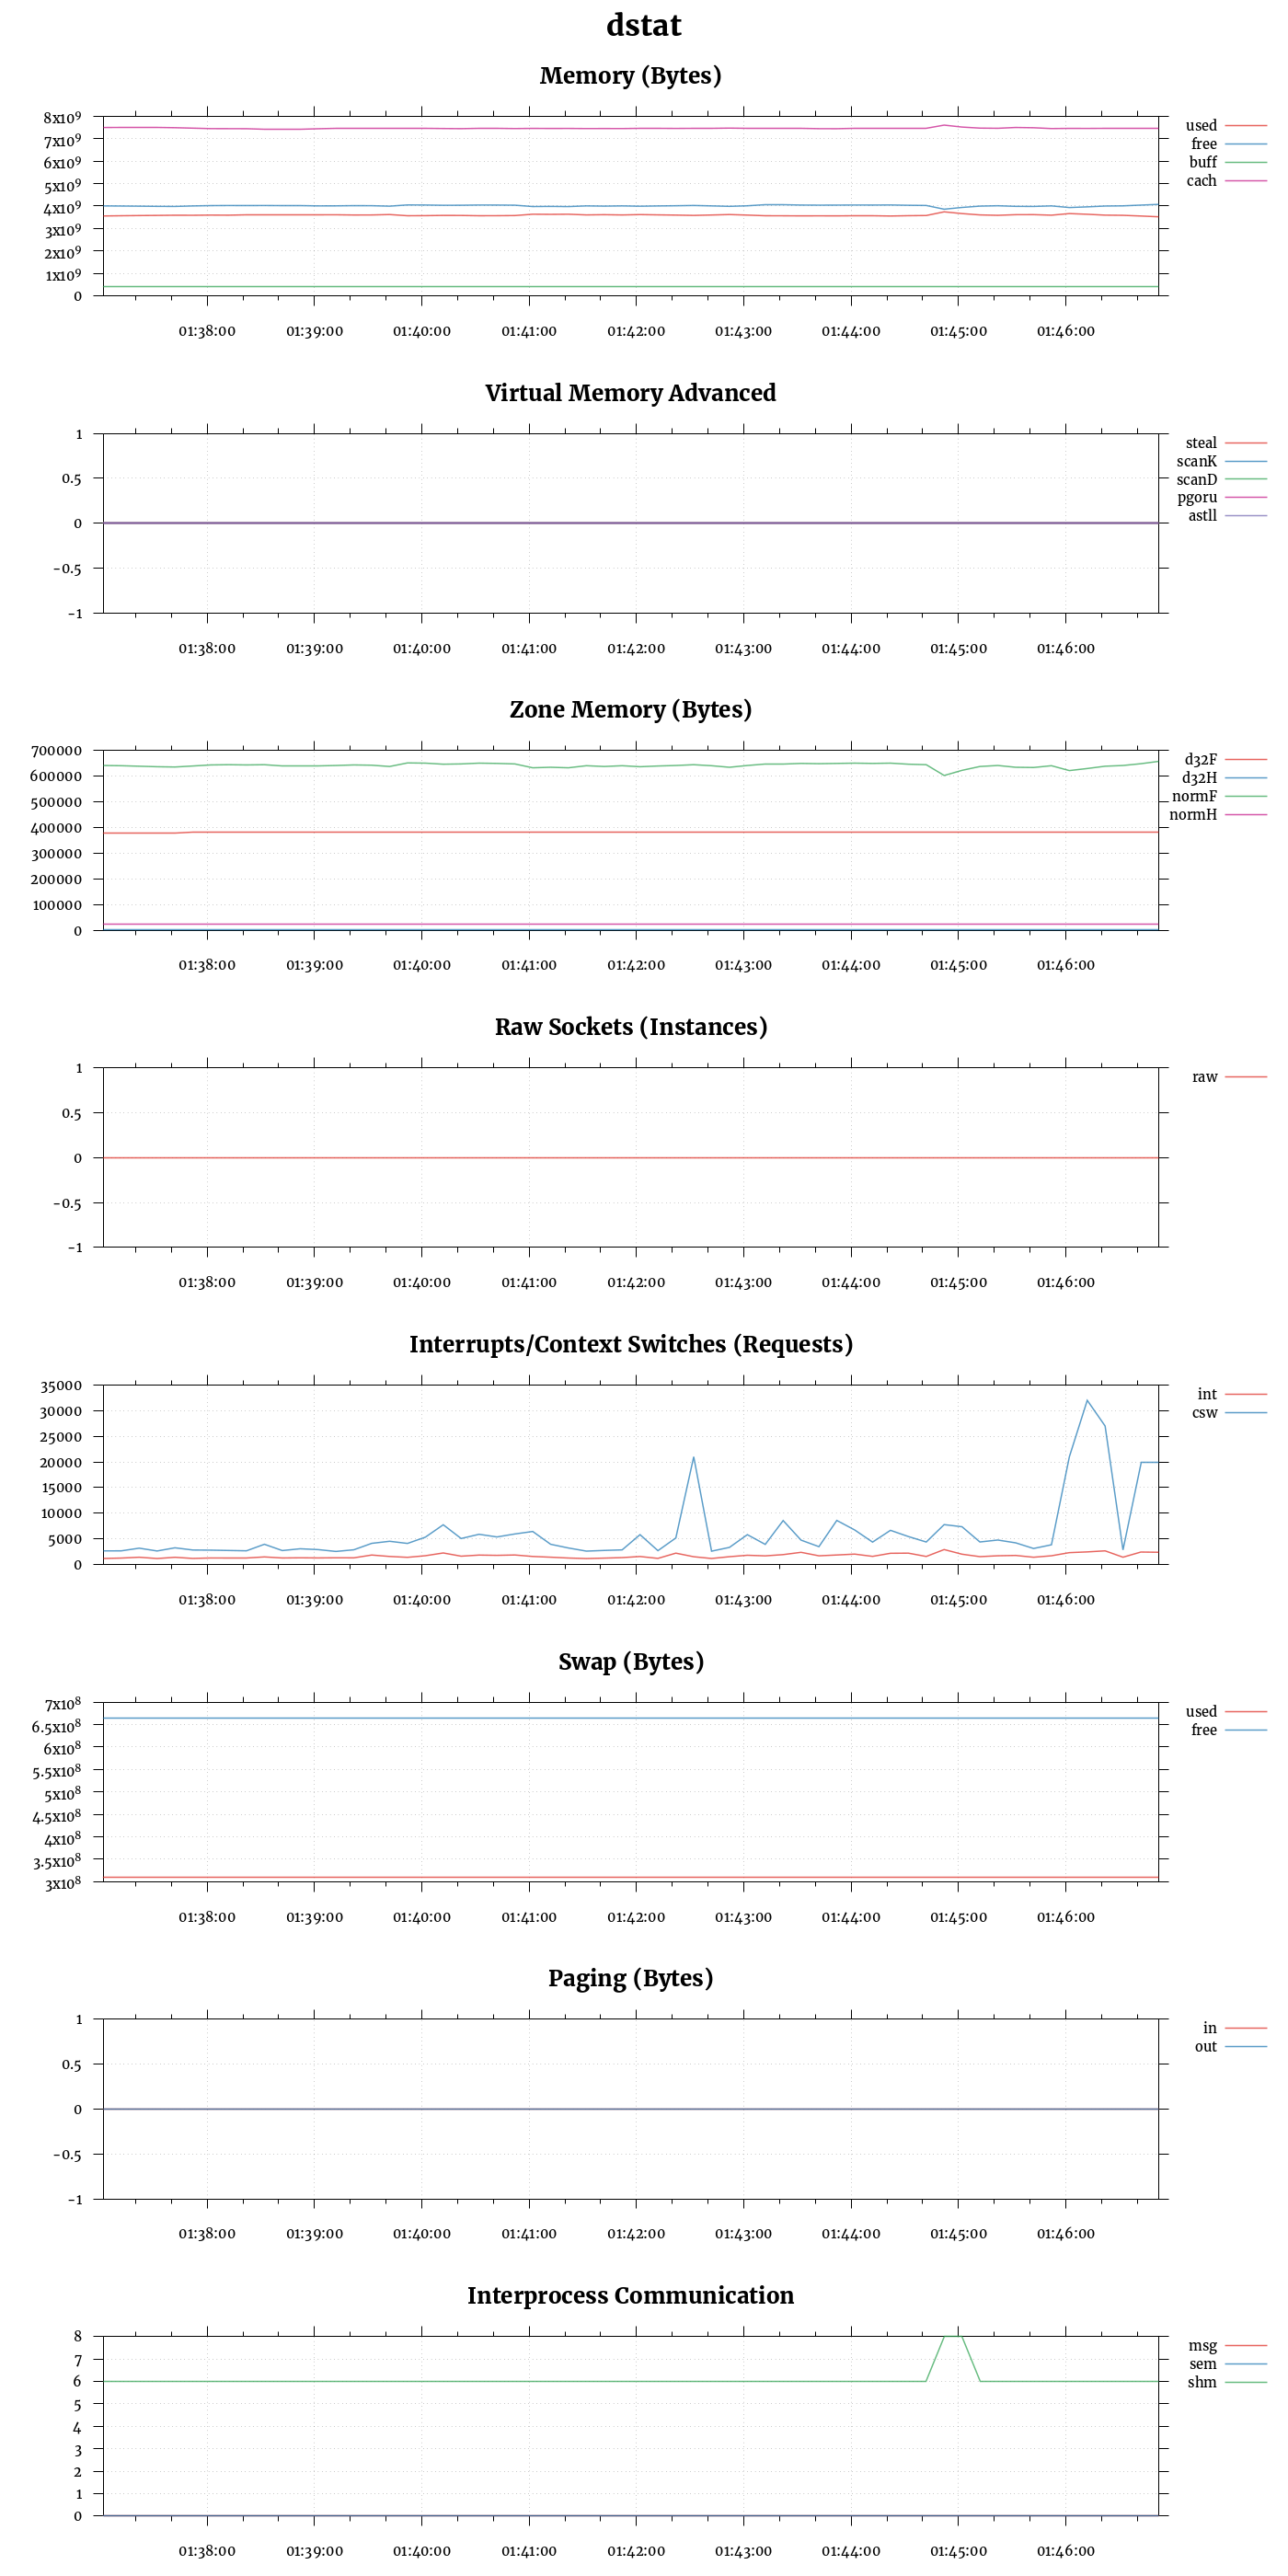 dstat
Memory (Bytes)
8x10⁹
7x10⁹
6x10⁹
5x10⁹
4x10⁹
3x10⁹
2x10⁹
1x10⁹
0
01:38:00 01:39:00 01:40:00 01:41:00 01:42:00 01:43:00 01:44:00 01:45:00 01:46:00
used
free
buff
cach
Virtual Memory Advanced
1
0.5
0
-0.5
-1
01:38:00 01:39:00 01:40:00 01:41:00 01:42:00 01:43:00 01:44:00 01:45:00 01:46:00
steal
scanK
scanD
pgoru
astll
Zone Memory (Bytes)
700000
600000
500000
400000
300000
200000
100000
0
01:38:00 01:39:00 01:40:00 01:41:00 01:42:00 01:43:00 01:44:00 01:45:00 01:46:00
d32F
d32H
normF
normH
Raw Sockets (Instances)
1
0.5
0
-0.5
-1
01:38:00 01:39:00 01:40:00 01:41:00 01:42:00 01:43:00 01:44:00 01:45:00 01:46:00
raw
Interrupts/Context Switches (Requests)
35000
30000
25000
20000
15000
10000
5000
0
01:38:00 01:39:00 01:40:00 01:41:00 01:42:00 01:43:00 01:44:00 01:45:00 01:46:00
int
csw
Swap (Bytes)
7x10⁸
6.5x10⁸
6x10⁸
5.5x10⁸
5x10⁸
4.5x10⁸
4x10⁸
3.5x10⁸
3x10⁸
01:38:00 01:39:00 01:40:00 01:41:00 01:42:00 01:43:00 01:44:00 01:45:00 01:46:00
used
free
Paging (Bytes)
1
0.5
0
-0.5
-1
01:38:00 01:39:00 01:40:00 01:41:00 01:42:00 01:43:00 01:44:00 01:45:00 01:46:00
in
out
Interprocess Communication
8
7
6
5
4
3
2
1
0
01:38:00 01:39:00 01:40:00 01:41:00 01:42:00 01:43:00 01:44:00 01:45:00 01:46:00
msg
sem
shm